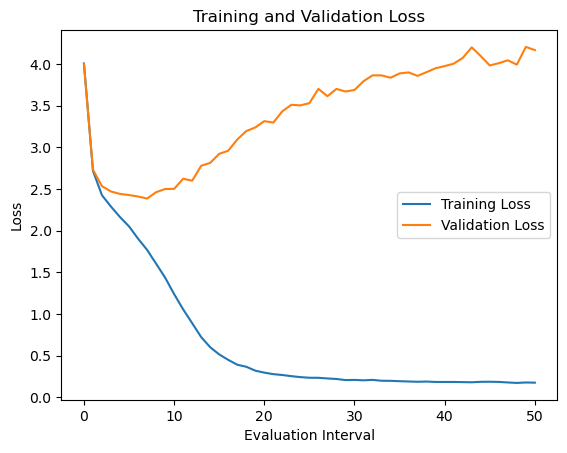 Training and Validation Loss
4.0
3.5
3.0
2.5
2.0
1.5
1.0
0.5
0.0
Loss
Training Loss
Validation Loss
0 10 20 30 40 50
Evaluation Interval